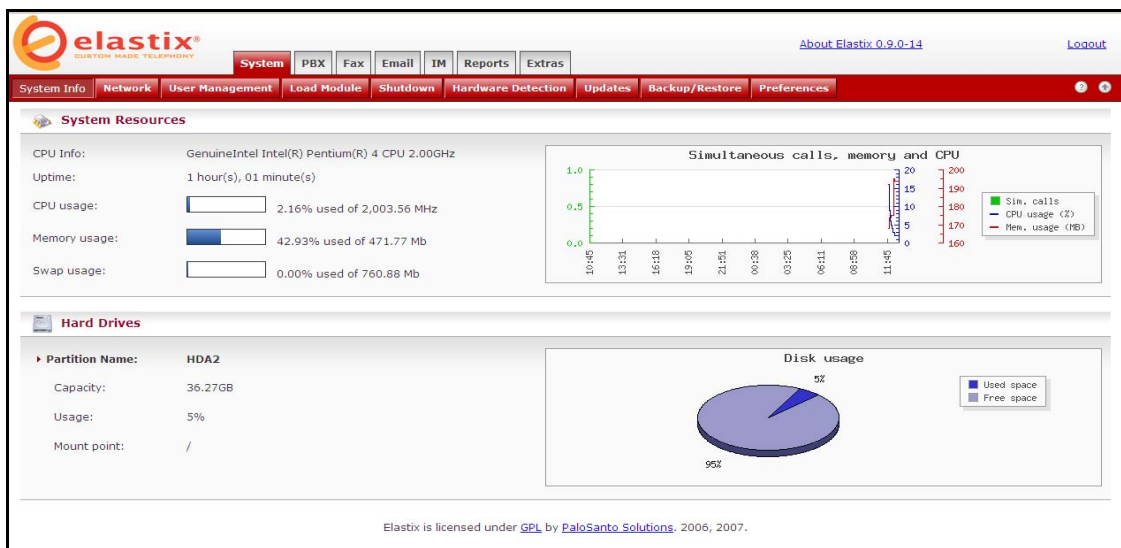 elastix®
CUSTOM MADE TELEPHONY
About Elastix 0.9.0-14
Logout
System PBX Fax Email IM Reports Extras
System Info Network User Management Load Module Shutdown Hardware Detection Updates Backup/Restore Preferences ?
System Resources
CPU Info: GenuineIntel Intel(R) Pentium(R) 4 CPU 2.00GHz
Uptime: 1 hour(s), 01 minute(s)
CPU usage: 2.16% used of 2,003.56 MHz
Memory usage: 42.93% used of 471.77 Mb
Swap usage: 0.00% used of 760.88 Mb
Simultaneous calls, memory and CPU
1.0
0.5
0.0
20
15
10
5
0
200
190
180
170
160
10:45 13:31 16:18 19:05 21:51 00:38 03:25 06:11 08:58 11:45
Sim. calls
CPU usage (%)
Mem. usage (MB)
Hard Drives
Partition Name: HDA2
Capacity: 36.27GB
Usage: 5%
Mount point: /
Disk usage
5%
95%
Used space
Free space
Elastix is licensed under GPL by PaloSanto Solutions. 2006, 2007.